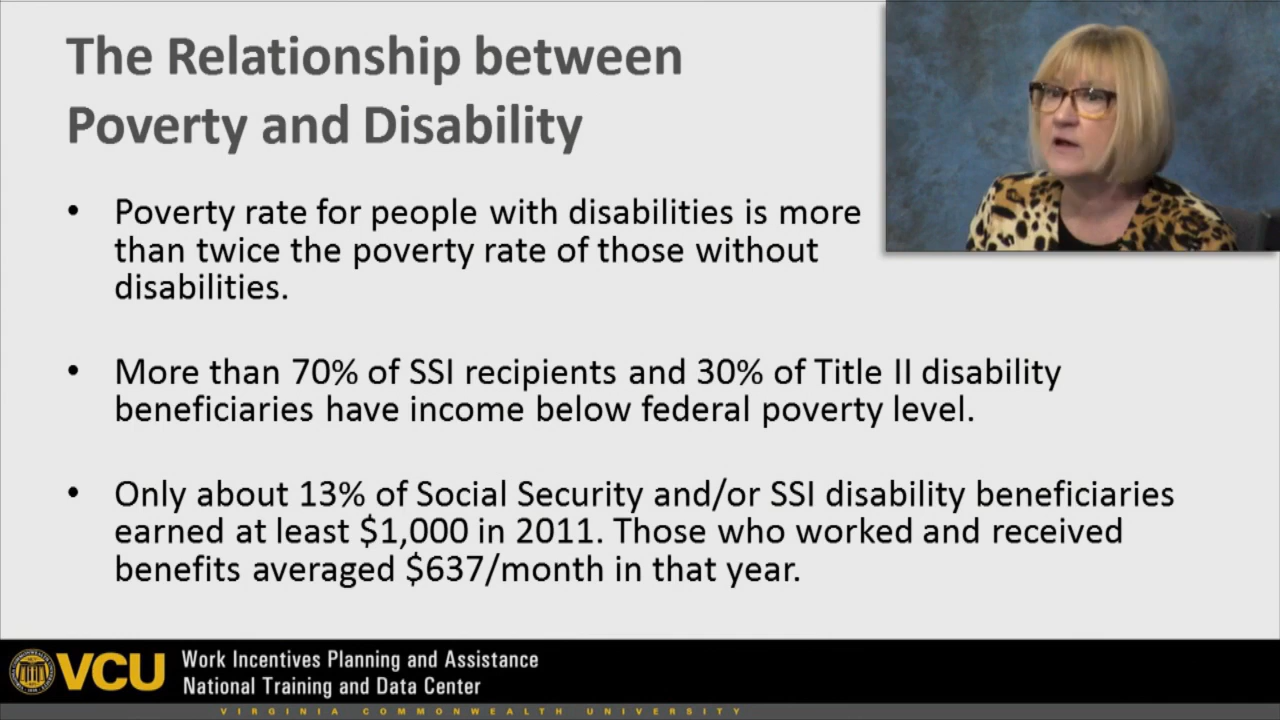 The Relationship between
Poverty and Disability
• Poverty rate for people with disabilities is more
than twice the poverty rate of those without
disabilities.
• More than 70% of SSI recipients and 30% of Title II disability
beneficiaries have income below federal poverty level.
• Only about 13% of Social Security and/or SSI disability beneficiaries
earned at least $1,000 in 2011. Those who worked and received
benefits averaged $637/month in that year.
VCU
Work Incentives Planning and Assistance
National Training and Data Center
VIRGINIA COMMONWEALTH UNIVERSITY